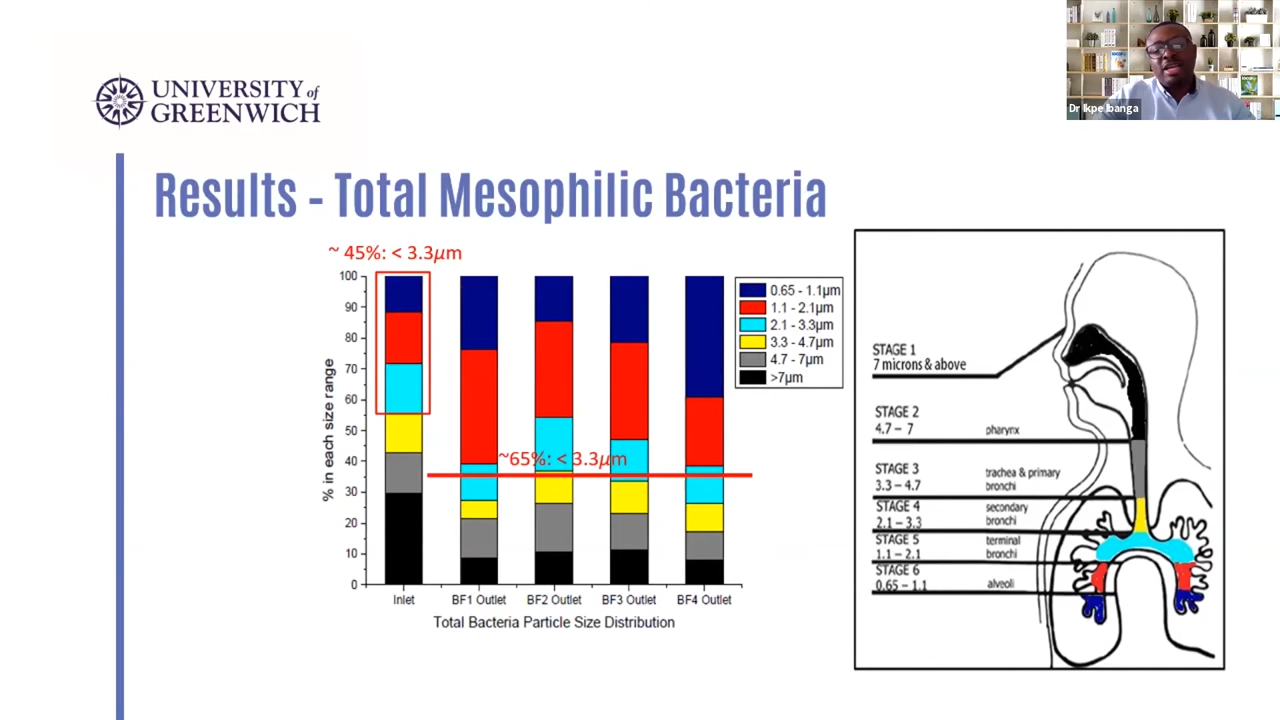 UNIVERSITY of
GREENWICH
Dr Ikpe Ibanga
Results - Total Mesophilic Bacteria
~ 45%: < 3.3μm
100
90
80
70
60
50
40
30
20
10
0
% in each size range
~65%: < 3.3μm
Inlet
BF1 Outlet
BF2 Outlet
BF3 Outlet
BF4 Outlet
Total Bacteria Particle Size Distribution
0.65 - 1.1μm
1.1 - 2.1μm
2.1 - 3.3μm
3.3 - 4.7μm
4.7 - 7μm
>7μm
STAGE 1
7 microns & above
STAGE 2
4.7 – 7 pharynx
STAGE 3 trachea & primary
3.3 – 4.7 bronchi
STAGE 4 secondary
2.1 – 3.3 bronchi
STAGE 5 terminal
1.1 – 2.1 bronchi
STAGE 6
0.65 – 1.1 alveoli